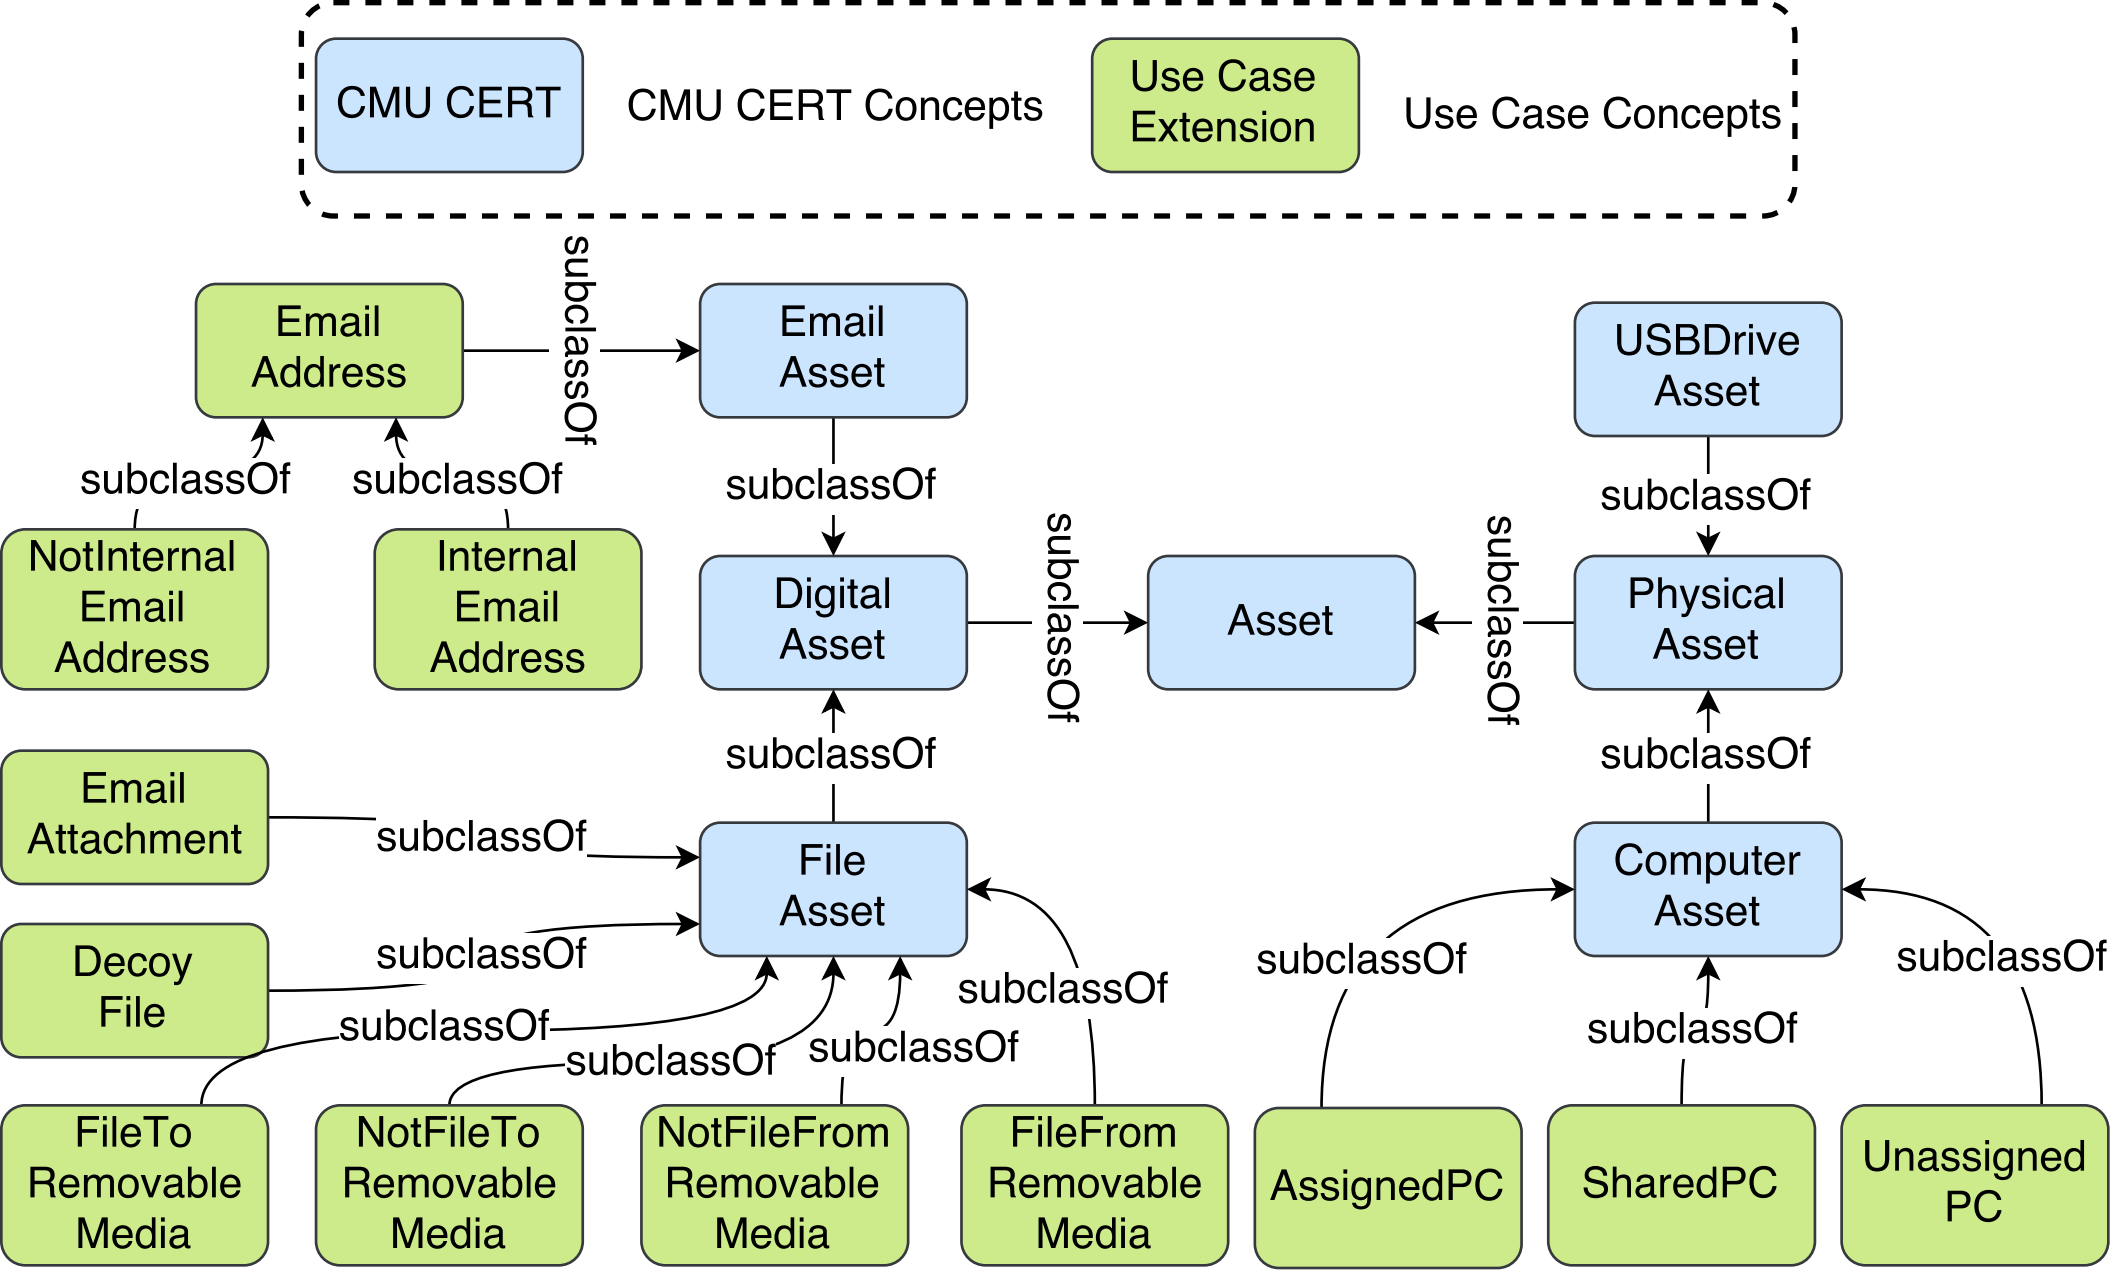 CMU CERT
CMU CERT Concepts
Use Case
Extension
Use Case Concepts
Email
Address
subclassOf
Email
Asset
USBDrive
Asset
subclassOf
subclassOf
subclassOf
subclassOf
NotInternal
Email
Address
Internal
Email
Address
Digital
Asset
subclassOf
Asset
subclassOf
Physical
Asset
subclassOf
subclassOf
Email
Attachment
subclassOf
File
Asset
Computer
Asset
Decoy
File
subclassOf
subclassOf
subclassOf
subclassOf
subclassOf
subclassOf
subclassOf
subclassOf
FileTo
Removable
Media
NotFileTo
Removable
Media
NotFileFrom
Removable
Media
FileFrom
Removable
Media
AssignedPC
SharedPC
Unassigned
PC